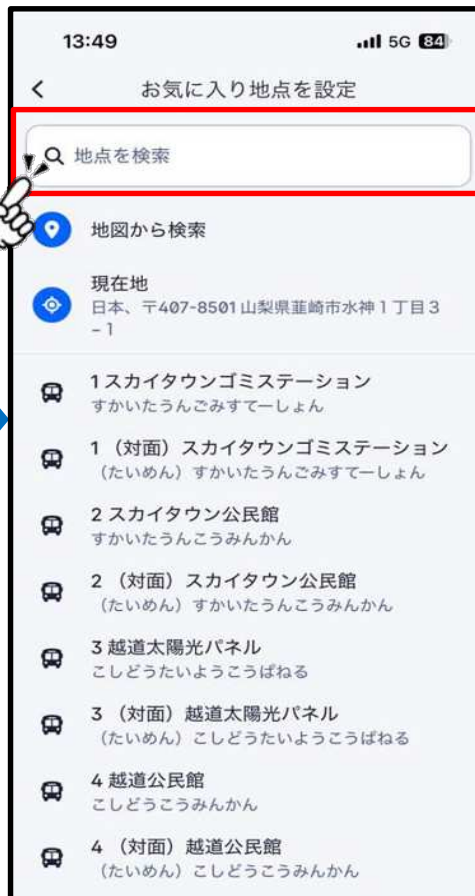 13:49
5G 84
お気に入り地点を設定
地点を検索
地図から検索
現在地
日本、〒407-8501 山梨県韮崎市水神1丁目3
−1
1 スカイタウンゴミステーション
すかいたうんごみすてーしょん
1 (対面) スカイタウンゴミステーション
(たいめん) すかいたうんごみすてーしょん
2 スカイタウン公民館
すかいたうんこうみんかん
2 (対面) スカイタウン公民館
(たいめん) すかいたうんこうみんかん
3 越道太陽光パネル
こしどうたいようこうぱねる
3 (対面) 越道太陽光パネル
(たいめん) こしどうたいようこうぱねる
4 越道公民館
こしどうこうみんかん
4 (対面) 越道公民館
(たいめん) こしどうこうみんかん